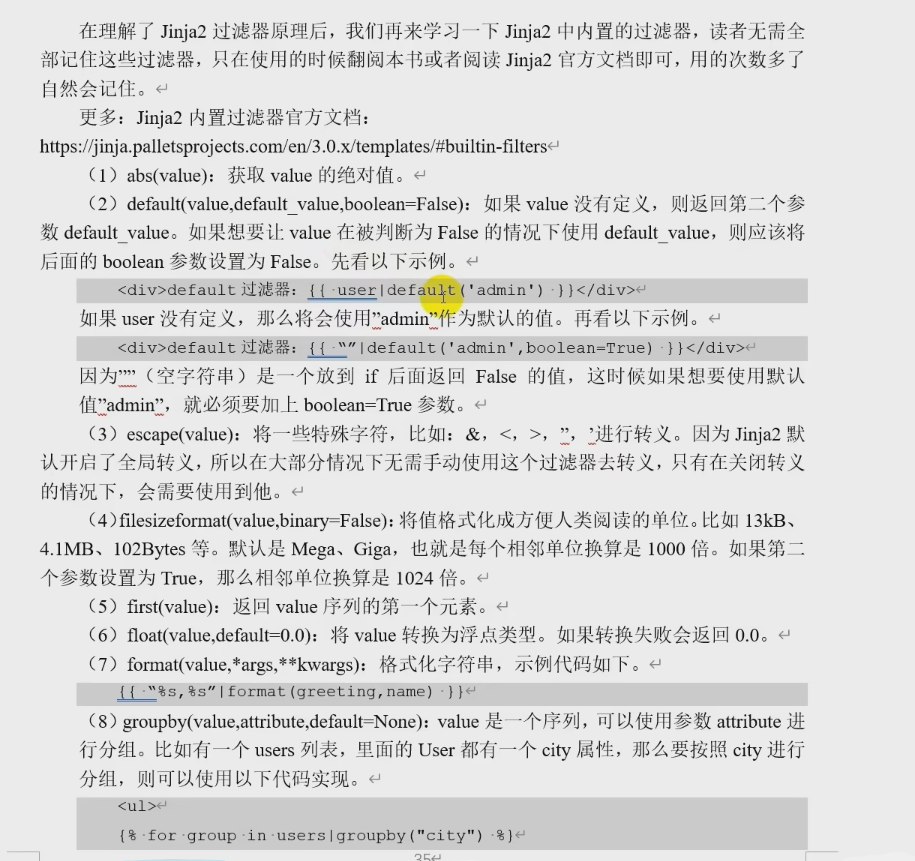 在理解了 Jinja2 过滤器原理后，我们再来学习一下 Jinja2 中内置的过滤器，读者无需全
部记住这些过滤器，只在使用的时候翻阅本书或者阅读 Jinja2 官方文档即可，用的次数多了
自然会记住。
更多：Jinja2 内置过滤器官方文档：
https://jinja.palletsprojects.com/en/3.0.x/templates/#builtin-filters
（1）abs(value)：获取 value 的绝对值。
（2）default(value,default_value,boolean=False)：如果 value 没有定义，则返回第二个参
数 default_value。如果想要让 value 在被判断为 False 的情况下使用 default_value，则应该将
后面的 boolean 参数设置为 False。先看以下示例。
<div>default 过滤器：{{ user|default('admin') }}</div>
如果 user 没有定义，那么将会使用”admin”作为默认的值。再看以下示例。
<div>default 过滤器：{{ “”|default('admin',boolean=True) }}</div>
因为””（空字符串）是一个放到 if 后面返回 False 的值，这时候如果想要使用默认
值”admin”，就必须要加上 boolean=True 参数。
（3）escape(value)：将一些特殊字符，比如：&，<，>，”，’进行转义。因为 Jinja2 默
认开启了全局转义，所以在大部分情况下无需手动使用这个过滤器去转义，只有在关闭转义
的情况下，会需要使用到他。
（4）filesizeformat(value,binary=False)：将值格式化成方便人类阅读的单位。比如 13kB、
4.1MB、102Bytes 等。默认是 Mega、Giga，也就是每个相邻单位换算是 1000 倍。如果第二
个参数设置为 True，那么相邻单位换算是 1024 倍。
（5）first(value)：返回 value 序列的第一个元素。
（6）float(value,default=0.0)：将 value 转换为浮点类型。如果转换失败会返回 0.0。
（7）format(value,*args,**kwargs)：格式化字符串，示例代码如下。
{{ “%s,%s”|format(greeting,name) }}
（8）groupby(value,attribute,default=None)：value 是一个序列，可以使用参数 attribute 进
行分组。比如有一个 users 列表，里面的 User 都有一个 city 属性，那么要按照 city 进行
分组，则可以使用以下代码实现。
<ul>
{% for group in users|groupby("city") %}
35